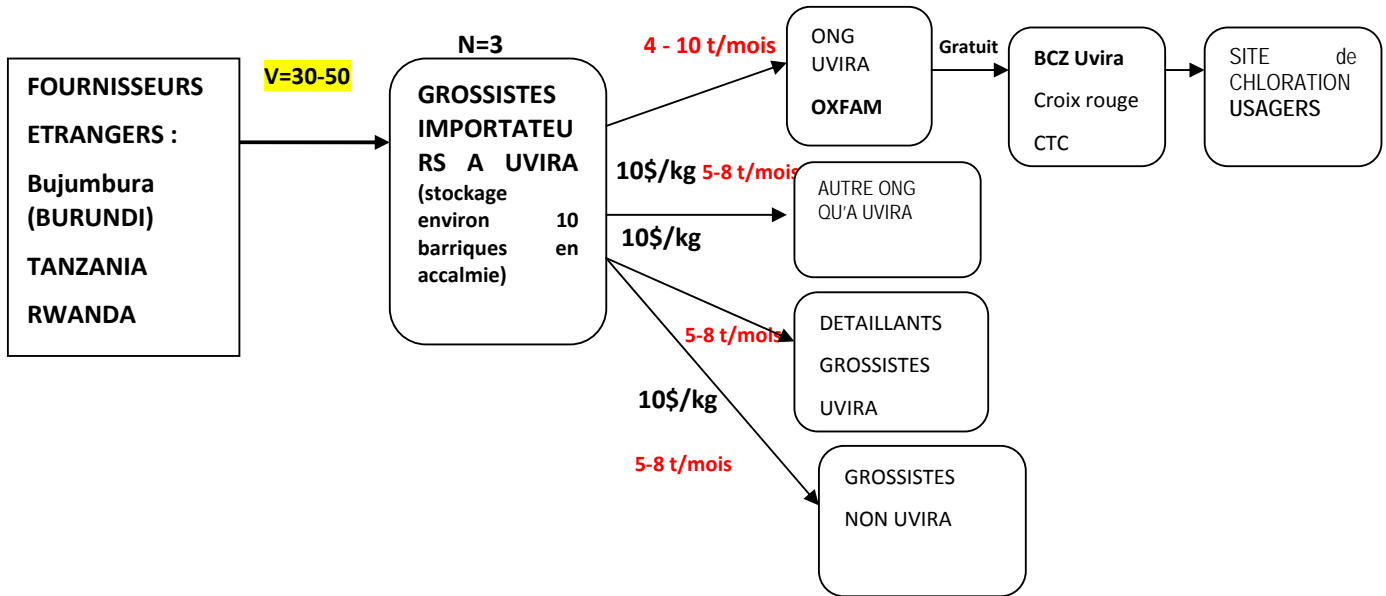 FOURNISSEURS
ETRANGERS :
Bujumbura
(BURUNDI)
TANZANIA
RWANDA
V=30-50
N=3
GROSSISTES
IMPORTATEU
RS A UVIRA
(stockage
environ 10
barriques en
accalmie)
4 - 10 t/mois
ONG
UVIRA
OXFAM
Gratuit
BCZ Uvira
Croix rouge
CTC
SITE de
CHLORATION
USAGERS
10$/kg 5-8 t/mois
AUTRE ONG
QU'A UVIRA
10$/kg
5-8 t/mois
DETAILLANTS
GROSSISTES
UVIRA
10$/kg
5-8 t/mois
GROSSISTES
NON UVIRA